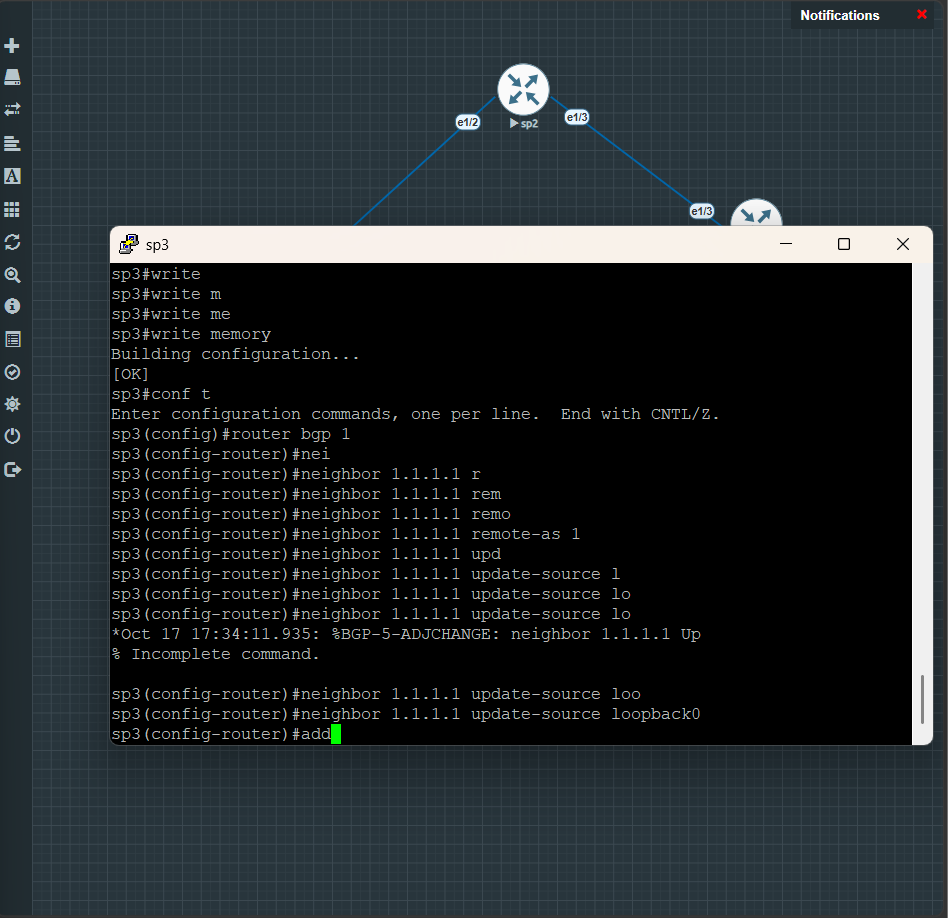 Notifications
e1/2
sp2
e1/3
e1/3
sp3
sp3#write
sp3#write m
sp3#write me
sp3#write memory
Building configuration...
[OK]
sp3#conf t
Enter configuration commands, one per line.  End with CNTL/Z.
sp3(config)#router bgp 1
sp3(config-router)#nei
sp3(config-router)#neighbor 1.1.1.1 r
sp3(config-router)#neighbor 1.1.1.1 rem
sp3(config-router)#neighbor 1.1.1.1 remo
sp3(config-router)#neighbor 1.1.1.1 remote-as 1
sp3(config-router)#neighbor 1.1.1.1 upd
sp3(config-router)#neighbor 1.1.1.1 update-source l
sp3(config-router)#neighbor 1.1.1.1 update-source lo
sp3(config-router)#neighbor 1.1.1.1 update-source lo
*Oct 17 17:34:11.935: %BGP-5-ADJCHANGE: neighbor 1.1.1.1 Up
% Incomplete command.
sp3(config-router)#neighbor 1.1.1.1 update-source loo
sp3(config-router)#neighbor 1.1.1.1 update-source loopback0
sp3(config-router)#add